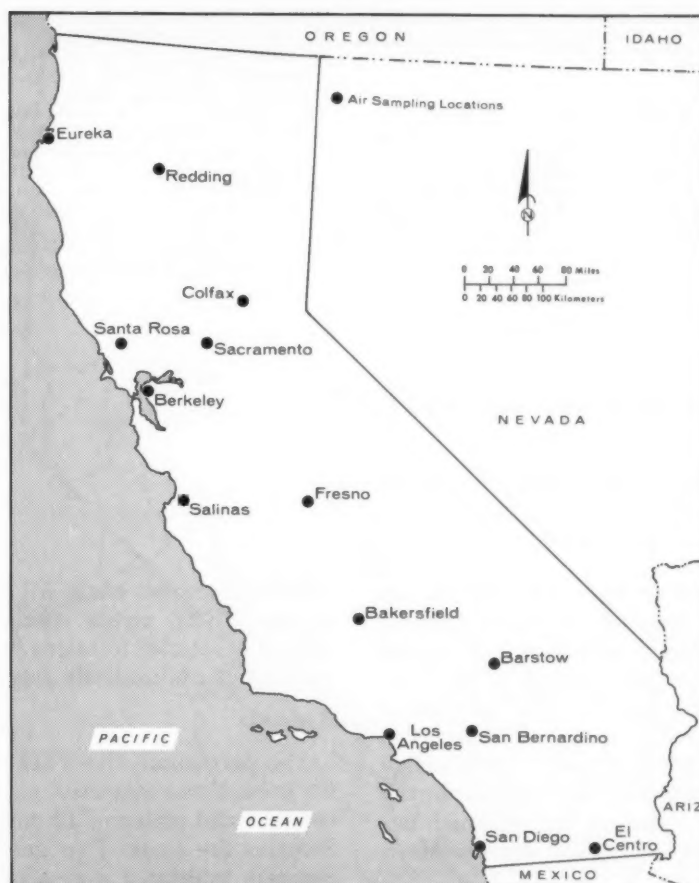 OREGON
IDAHO
Air Sampling Locations
Eureka
Redding
N
0 20 40 60 80 Miles
0 20 40 60 80 100 Kilometers
Colfax
Santa Rosa
Sacramento
Berkeley
NEVADA
Salinas
Fresno
Bakersfield
Barstow
PACIFIC
Los
Angeles
San Bernardino
ARIZ
OCEAN
San Diego
El
Centro
MEXICO